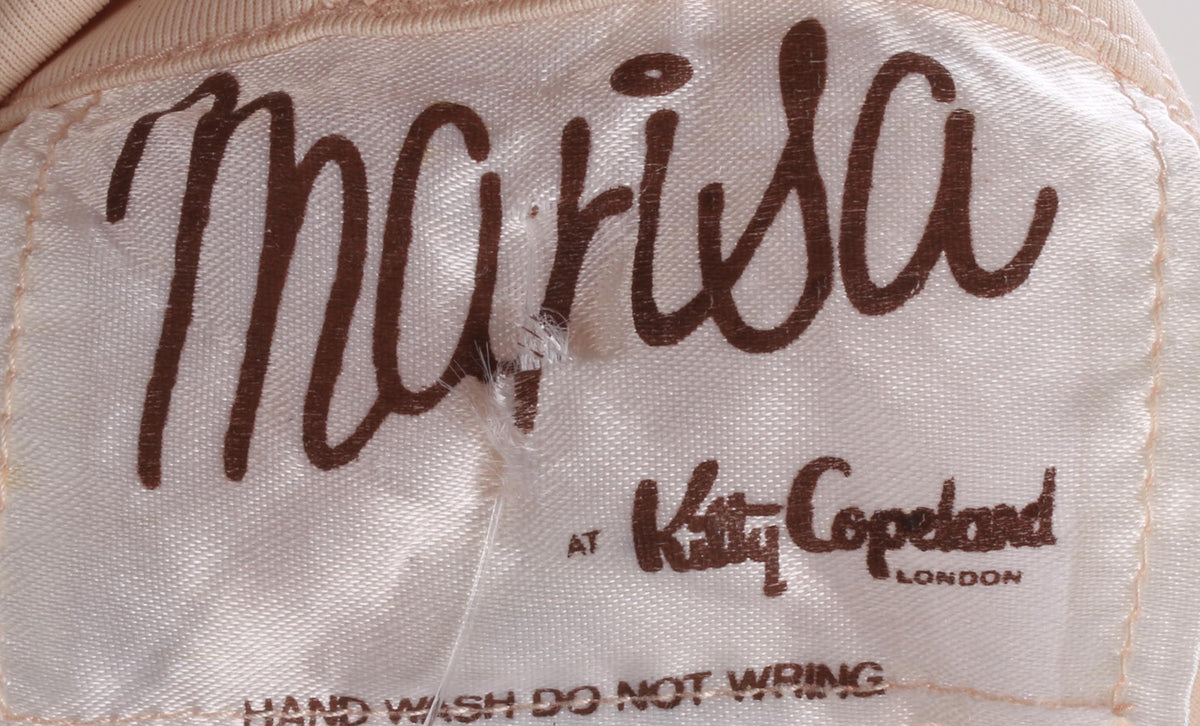 Marisa
AT Kitty Copeland
LONDON
HAND WASH DO NOT WRING